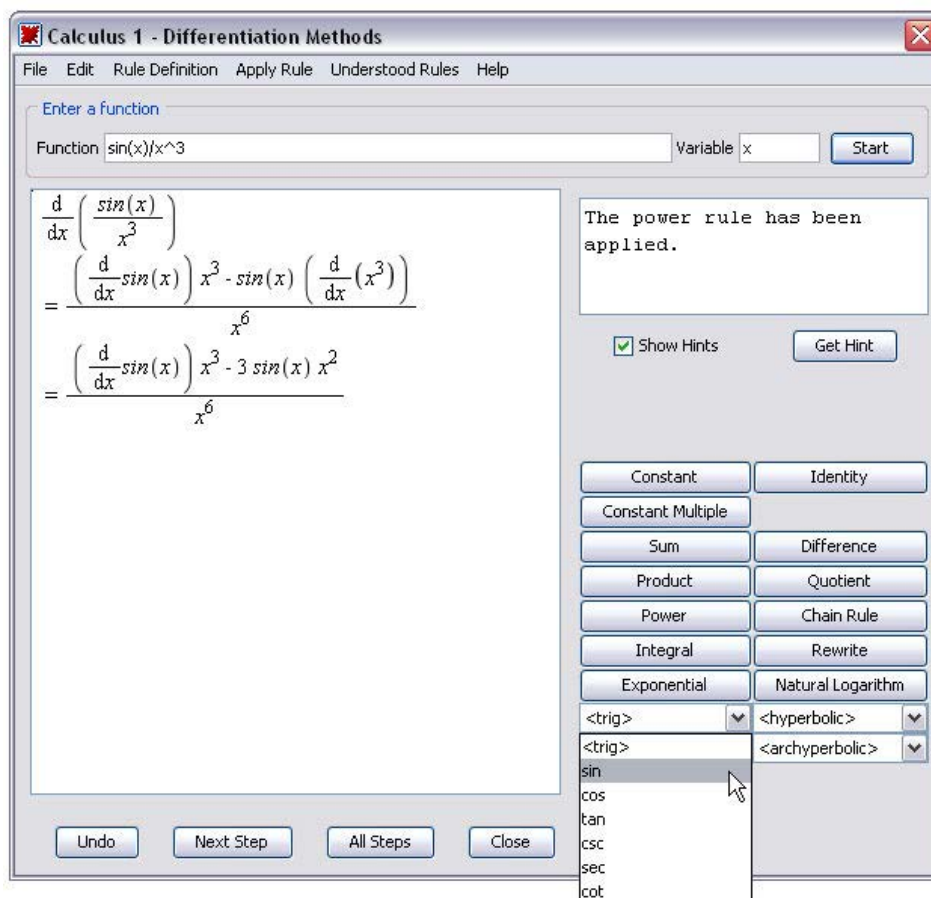 Calculus 1 - Differentiation Methods
File Edit Rule Definition Apply Rule Understood Rules Help
Enter a function
Function sin(x)/x^3 Variable x Start
d/dx ( sin(x) / x^3 )
= ( ( d/dx sin(x) ) x^3 - sin(x) ( d/dx (x^3) ) ) / x^6
= ( ( d/dx sin(x) ) x^3 - 3 sin(x) x^2 ) / x^6
The power rule has been
applied.
Show Hints Get Hint
Constant Identity
Constant Multiple
Sum Difference
Product Quotient
Power Chain Rule
Integral Rewrite
Exponential Natural Logarithm
<trig> <hyperbolic>
<trig> <archyperbolic>
sin
cos
tan
csc
sec
cot
Undo Next Step All Steps Close